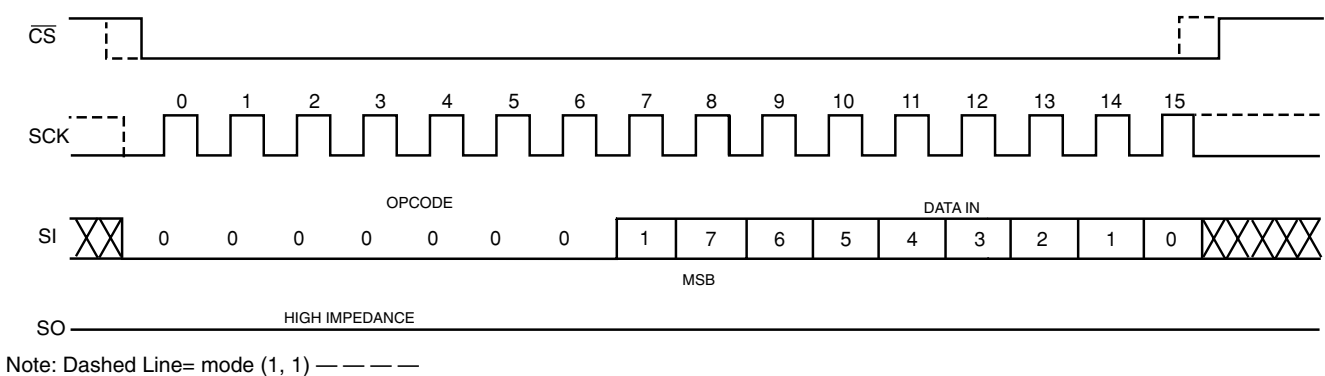 CS
0 1 2 3 4 5 6 7 8 9 10 11 12 13 14 15
SCK
OPCODE
DATA IN
SI 0 0 0 0 0 0 0 1 7 6 5 4 3 2 1 0
MSB
HIGH IMPEDANCE
SO
Note: Dashed Line= mode (1, 1) — — — —